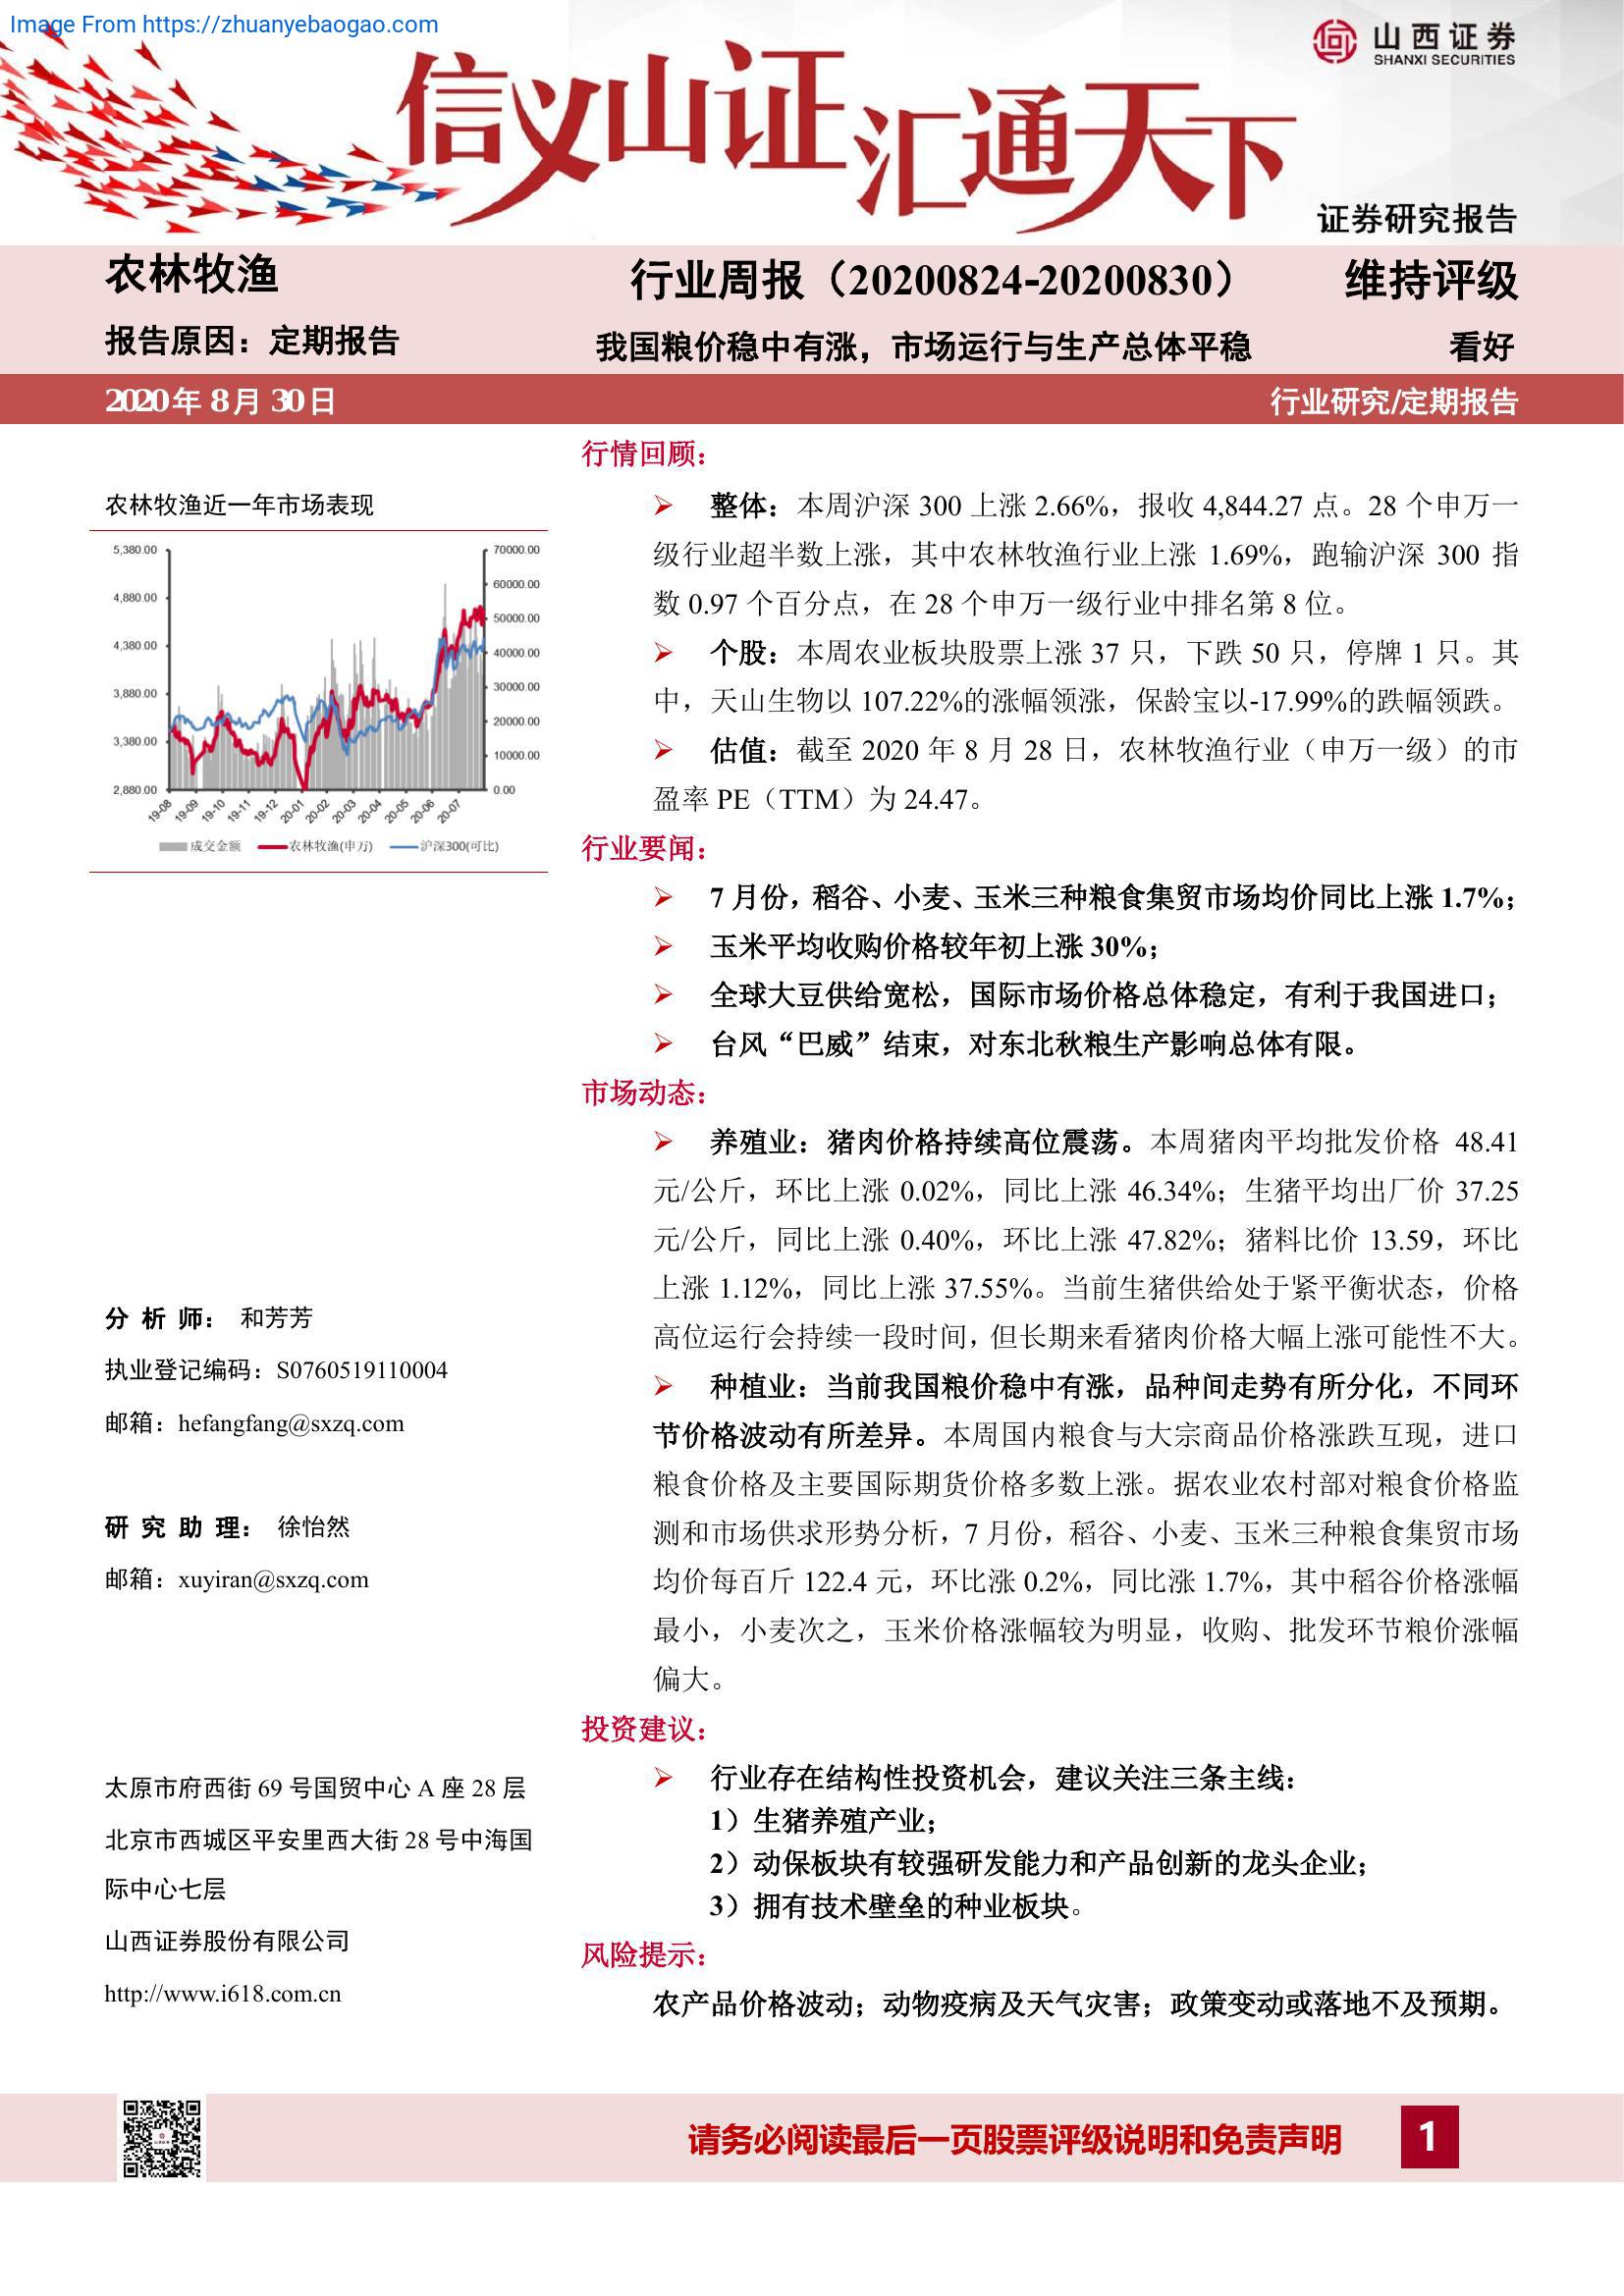 Image From https://zhuanyebaogao.com
山西证券
SHANXI SECURITIES
信义山证汇通天下
证券研究报告
农林牧渔
行业周报（20200824-20200830）
维持评级
报告原因：定期报告
我国粮价稳中有涨，市场运行与生产总体平稳
看好
2020年8月30日
行业研究/定期报告
农林牧渔近一年市场表现
5,380.00
4,880.00
4,380.00
3,880.00
3,380.00
2,880.00
70000.00
60000.00
50000.00
40000.00
30000.00
20000.00
10000.00
0.00
19-08
19-09
19-10
19-11
19-12
20-01
20-02
20-03
20-04
20-05
20-06
20-07
成交金额 农林牧渔(申万) 沪深300(可比)
分 析 师： 和芳芳
执业登记编码：S0760519110004
邮箱：hefangfang@sxzq.com
研 究 助 理： 徐怡然
邮箱：xuyiran@sxzq.com
太原市府西街 69 号国贸中心 A 座 28 层
北京市西城区平安里西大街 28 号中海国
际中心七层
山西证券股份有限公司
http://www.i618.com.cn
行情回顾：
整体：本周沪深 300 上涨 2.66%，报收 4,844.27 点。28 个申万一
级行业超半数上涨，其中农林牧渔行业上涨 1.69%，跑输沪深 300 指
数 0.97 个百分点，在 28 个申万一级行业中排名第 8 位。
个股：本周农业板块股票上涨 37 只，下跌 50 只，停牌 1 只。其
中，天山生物以 107.22%的涨幅领涨，保龄宝以-17.99%的跌幅领跌。
估值：截至 2020 年 8 月 28 日，农林牧渔行业（申万一级）的市
盈率 PE（TTM）为 24.47。
行业要闻：
7 月份，稻谷、小麦、玉米三种粮食集贸市场均价同比上涨 1.7%；
玉米平均收购价格较年初上涨 30%；
全球大豆供给宽松，国际市场价格总体稳定，有利于我国进口；
台风“巴威”结束，对东北秋粮生产影响总体有限。
市场动态：
养殖业：猪肉价格持续高位震荡。本周猪肉平均批发价格 48.41
元/公斤，环比上涨 0.02%，同比上涨 46.34%；生猪平均出厂价 37.25
元/公斤，同比上涨 0.40%，环比上涨 47.82%；猪料比价 13.59，环比
上涨 1.12%，同比上涨 37.55%。当前生猪供给处于紧平衡状态，价格
高位运行会持续一段时间，但长期来看猪肉价格大幅上涨可能性不大。
种植业：当前我国粮价稳中有涨，品种间走势有所分化，不同环
节价格波动有所差异。本周国内粮食与大宗商品价格涨跌互现，进口
粮食价格及主要国际期货价格多数上涨。据农业农村部对粮食价格监
测和市场供求形势分析，7 月份，稻谷、小麦、玉米三种粮食集贸市场
均价每百斤 122.4 元，环比涨 0.2%，同比涨 1.7%，其中稻谷价格涨幅
最小，小麦次之，玉米价格涨幅较为明显，收购、批发环节粮价涨幅
偏大。
投资建议：
行业存在结构性投资机会，建议关注三条主线：
1）生猪养殖产业；
2）动保板块有较强研发能力和产品创新的龙头企业；
3）拥有技术壁垒的种业板块。
风险提示：
农产品价格波动；动物疫病及天气灾害；政策变动或落地不及预期。
请务必阅读最后一页股票评级说明和免责声明
1